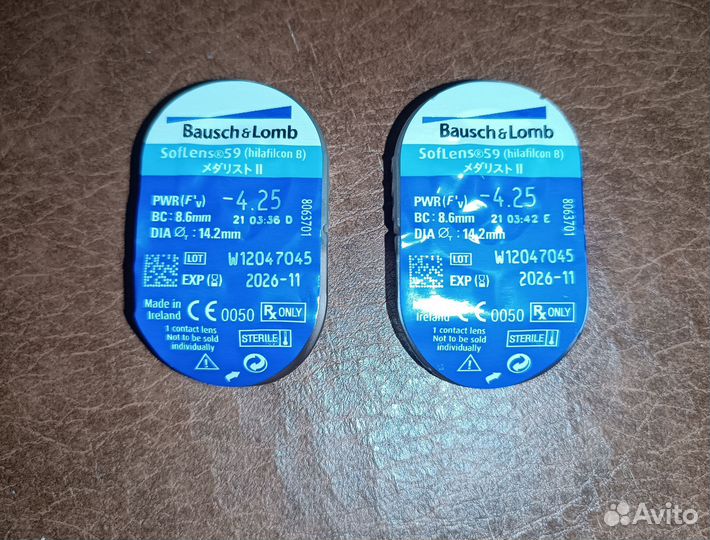 Bausch & Lomb
SofLens®59 (hilafilcon B)
メダリスト II
PWR(F'v) -4.25
BC: 8.6mm 21 03:36 D
DIA Ø T : 14.2mm
8063701
LOT W12047045
EXP 2026-11
Made in
Ireland CE 0050 Rx ONLY
1 contact lens
Not to be sold
individually
STERILE
Bausch & Lomb
SofLens®59 (hilafilcon B)
メダリスト II
PWR(F'v) -4.25
BC: 8.6mm 21 03:42 E
DIA Ø T : 14.2mm
8063701
LOT W12047045
EXP 2026-11
Made in
Ireland CE 0050 Rx ONLY
1 contact lens
Not to be sold
individually
STERILE
Avito